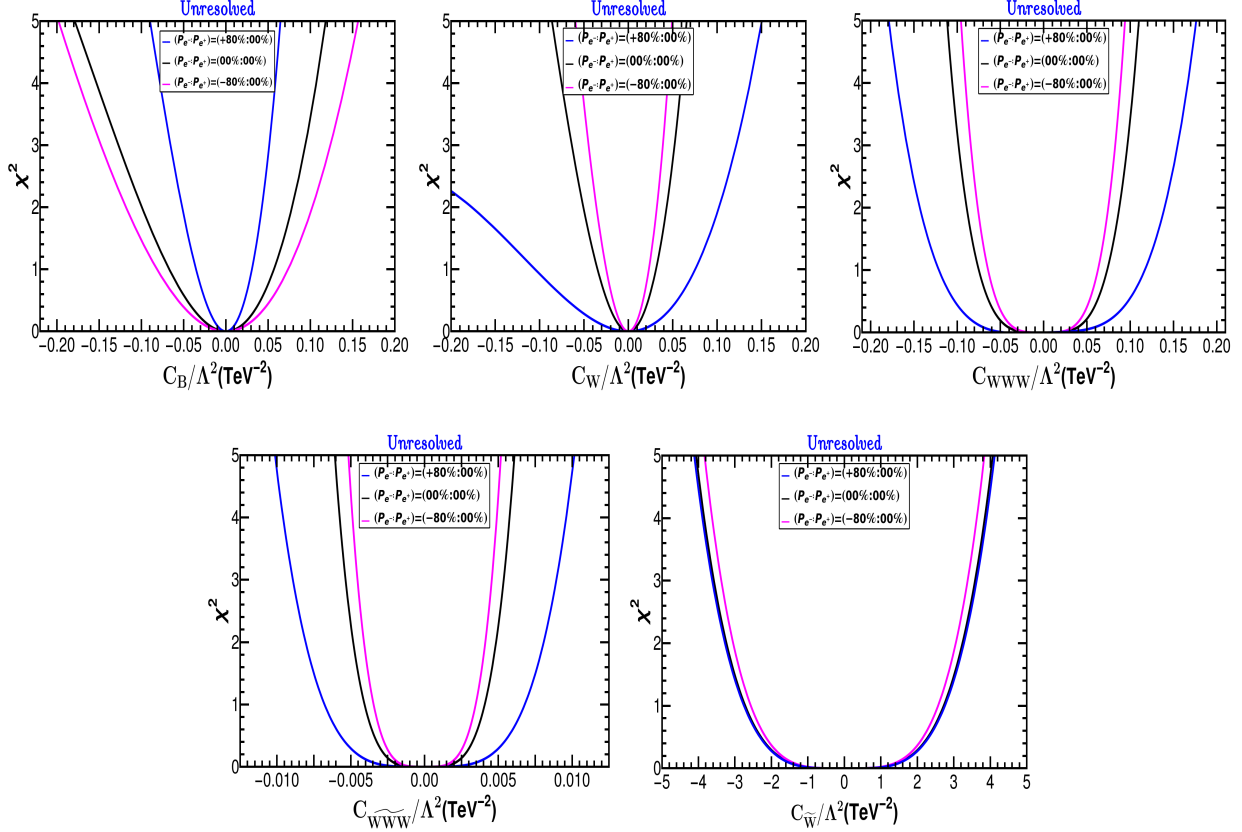 Unresolved
(Pe-:Pe+)=(+80%:00%)
(Pe-:Pe+)=(00%:00%)
(Pe-:Pe+)=(−80%:00%)
5
4
3
2
1
0
χ²
−0.20 −0.15 −0.10 −0.05 0.00 0.05 0.10 0.15 0.20
C_B/Λ²(TeV⁻²)
Unresolved
(Pe-:Pe+)=(+80%:00%)
(Pe-:Pe+)=(00%:00%)
(Pe-:Pe+)=(−80%:00%)
5
4
3
2
1
0
χ²
−0.20 −0.15 −0.10 −0.05 0.00 0.05 0.10 0.15 0.20
C_W/Λ²(TeV⁻²)
Unresolved
(Pe-:Pe+)=(+80%:00%)
(Pe-:Pe+)=(00%:00%)
(Pe-:Pe+)=(−80%:00%)
5
4
3
2
1
0
χ²
−0.20 −0.15 −0.10 −0.05 0.00 0.05 0.10 0.15 0.20
C_WWW/Λ²(TeV⁻²)
Unresolved
(Pe-:Pe+)=(+80%:00%)
(Pe-:Pe+)=(00%:00%)
(Pe-:Pe+)=(−80%:00%)
5
4
3
2
1
0
χ²
−0.010 −0.005 0.00 0.005 0.010
C_W͠W͠W/Λ²(TeV⁻²)
Unresolved
(Pe-:Pe+)=(+80%:00%)
(Pe-:Pe+)=(00%:00%)
(Pe-:Pe+)=(−80%:00%)
5
4
3
2
1
0
χ²
−5 −4 −3 −2 −1 0 1 2 3 4 5
C_W̃/Λ²(TeV⁻²)